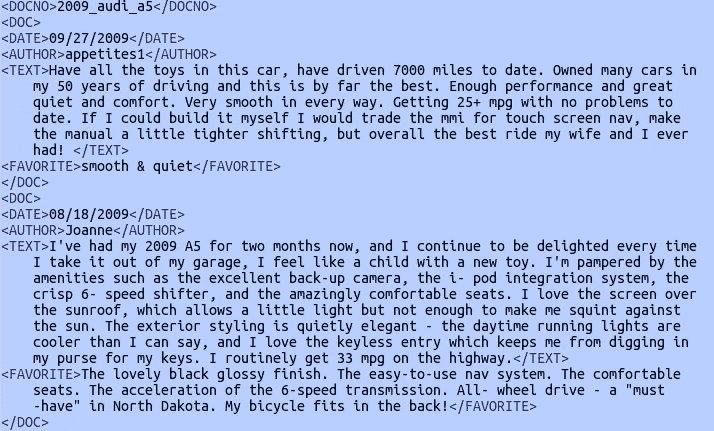 <DOCNO>2009_audi_a5</DOCNO>
<DOC>
<DATE>09/27/2009</DATE>
<AUTHOR>appetites1</AUTHOR>
<TEXT>Have all the toys in this car, have driven 7000 miles to date. Owned many cars in
my 50 years of driving and this is by far the best. Enough performance and great
quiet and comfort. Very smooth in every way. Getting 25+ mpg with no problems to
date. If I could build it myself I would trade the mmi for touch screen nav, make
the manual a little tighter shifting, but overall the best ride my wife and I ever
had! </TEXT>
<FAVORITE>smooth & quiet</FAVORITE>
</DOC>
<DOC>
<DATE>08/18/2009</DATE>
<AUTHOR>Joanne</AUTHOR>
<TEXT>I've had my 2009 A5 for two months now, and I continue to be delighted every time
I take it out of my garage, I feel like a child with a new toy. I'm pampered by the
amenities such as the excellent back-up camera, the i- pod integration system, the
crisp 6- speed shifter, and the amazingly comfortable seats. I love the screen over
the sunroof, which allows a little light but not enough to make me squint against
the sun. The exterior styling is quietly elegant - the daytime running lights are
cooler than I can say, and I love the keyless entry which keeps me from digging in
my purse for my keys. I routinely get 33 mpg on the highway.</TEXT>
<FAVORITE>The lovely black glossy finish. The easy-to-use nav system. The comfortable
seats. The acceleration of the 6-speed transmission. All- wheel drive - a "must
-have" in North Dakota. My bicycle fits in the back!</FAVORITE>
</DOC>